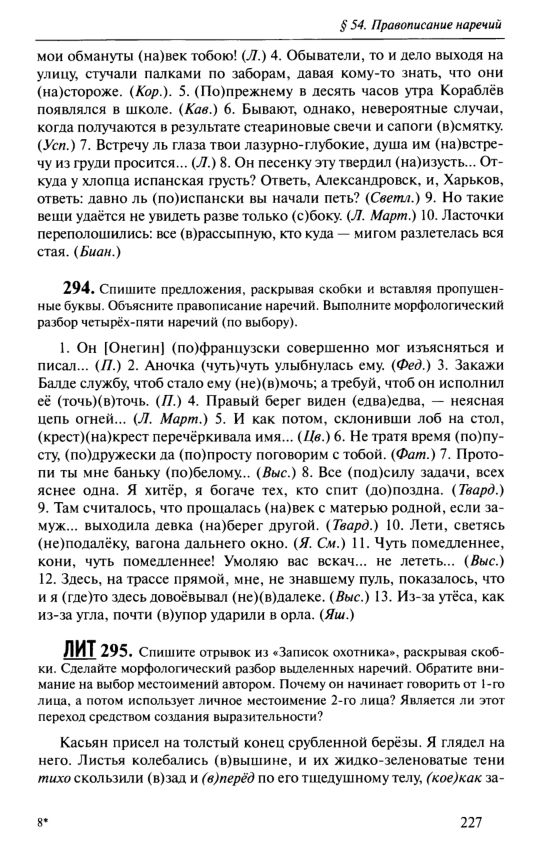 § 54. Правописание наречий
мои обмануты (на)век тобою! (Л.) 4. Обыватели, то и дело выходя на
улицу, стучали палками по заборам, давая кому-то знать, что они
(на)стороже. (Кор.). 5. (По)прежнему в десять часов утра Кораблёв
появлялся в школе. (Кав.) 6. Бывают, однако, невероятные случаи,
когда получаются в результате стеариновые свечи и сапоги (в)смятку.
(Усп.) 7. Встречу ль глаза твои лазурно-глубокие, душа им (на)встре-
чу из груди просится... (Л.) 8. Он песенку эту твердил (на)изусть... От-
куда у хлопца испанская грусть? Ответь, Александровск, и, Харьков,
ответь: давно ль (по)испански вы начали петь? (Светл.) 9. Но такие
вещи удаётся не увидеть разве только (с)боку. (Л. Март.) 10. Ласточки
переполошились: все (в)рассыпную, кто куда — мигом разлетелась вся
стая. (Биан.)
294. Спишите предложения, раскрывая скобки и вставляя пропущен-
ные буквы. Объясните правописание наречий. Выполните морфологический
разбор четырёх-пяти наречий (по выбору).
1. Он [Онегин] (по)французски совершенно мог изъясняться и
писал... (П.) 2. Аночка (чуть)чуть улыбнулась ему. (Фед.) 3. Закажи
Балде службу, чтоб стало ему (не)(в)мочь; а требуй, чтоб он исполнил
её (точь)(в)точь. (П.) 4. Правый берег виден (едва)едва, — неясная
цепь огней... (Л. Март.) 5. И как потом, склонивши лоб на стол,
(крест)(на)крест перечёркивала имя... (Цв.) 6. Не тратя время (по)пу-
сту, (по)дружески да (по)просту поговорим с тобой. (Фат.) 7. Прото-
пи ты мне баньку (по)белому... (Выс.) 8. Все (под)силу задачи, всех
яснее одна. Я хитёр, я богаче тех, кто спит (до)поздна. (Твард.)
9. Там считалось, что прощалась (на)век с матерью родной, если за-
муж... выходила девка (на)берег другой. (Твард.) 10. Лети, светясь
(не)подалёку, вагона дальнего окно. (Я. См.) 11. Чуть помедленнее,
кони, чуть помедленнее! Умоляю вас вскач... не лететь... (Выс.)
12. Здесь, на трассе прямой, мне, не знавшему пуль, показалось, что
и я (где)то здесь довоёвывал (не)(в)далеке. (Выс.) 13. Из-за утёса, как
из-за угла, почти (в)упор ударили в орла. (Яш.)
ЛИТ 295. Спишите отрывок из «Записок охотника», раскрывая скоб-
ки. Сделайте морфологический разбор выделенных наречий. Обратите вни-
мание на выбор местоимений автором. Почему он начинает говорить от 1-го
лица, а потом использует личное местоимение 2-го лица? Является ли этот
переход средством создания выразительности?
Касьян присел на толстый конец срубленной берёзы. Я глядел на
него. Листья колебались (в)вышине, и их жидко-зеленоватые тени
тихо скользили (в)зад и (в)перёд по его тщедушному телу, (кое)как за-
8*
227